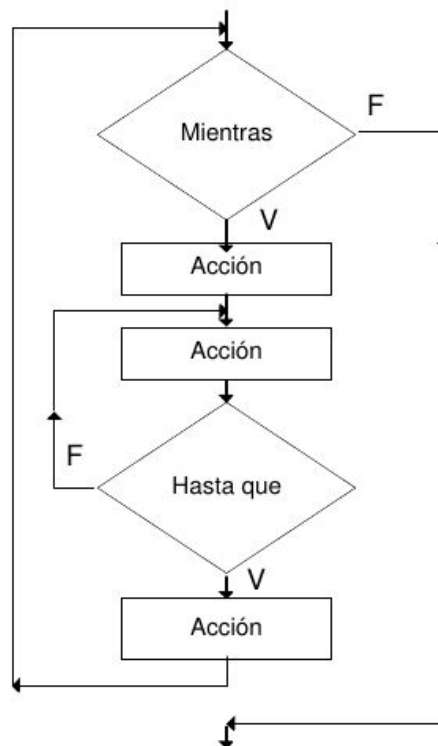 F
Mientras
V
Acción
Acción
F
Hasta que
V
Acción